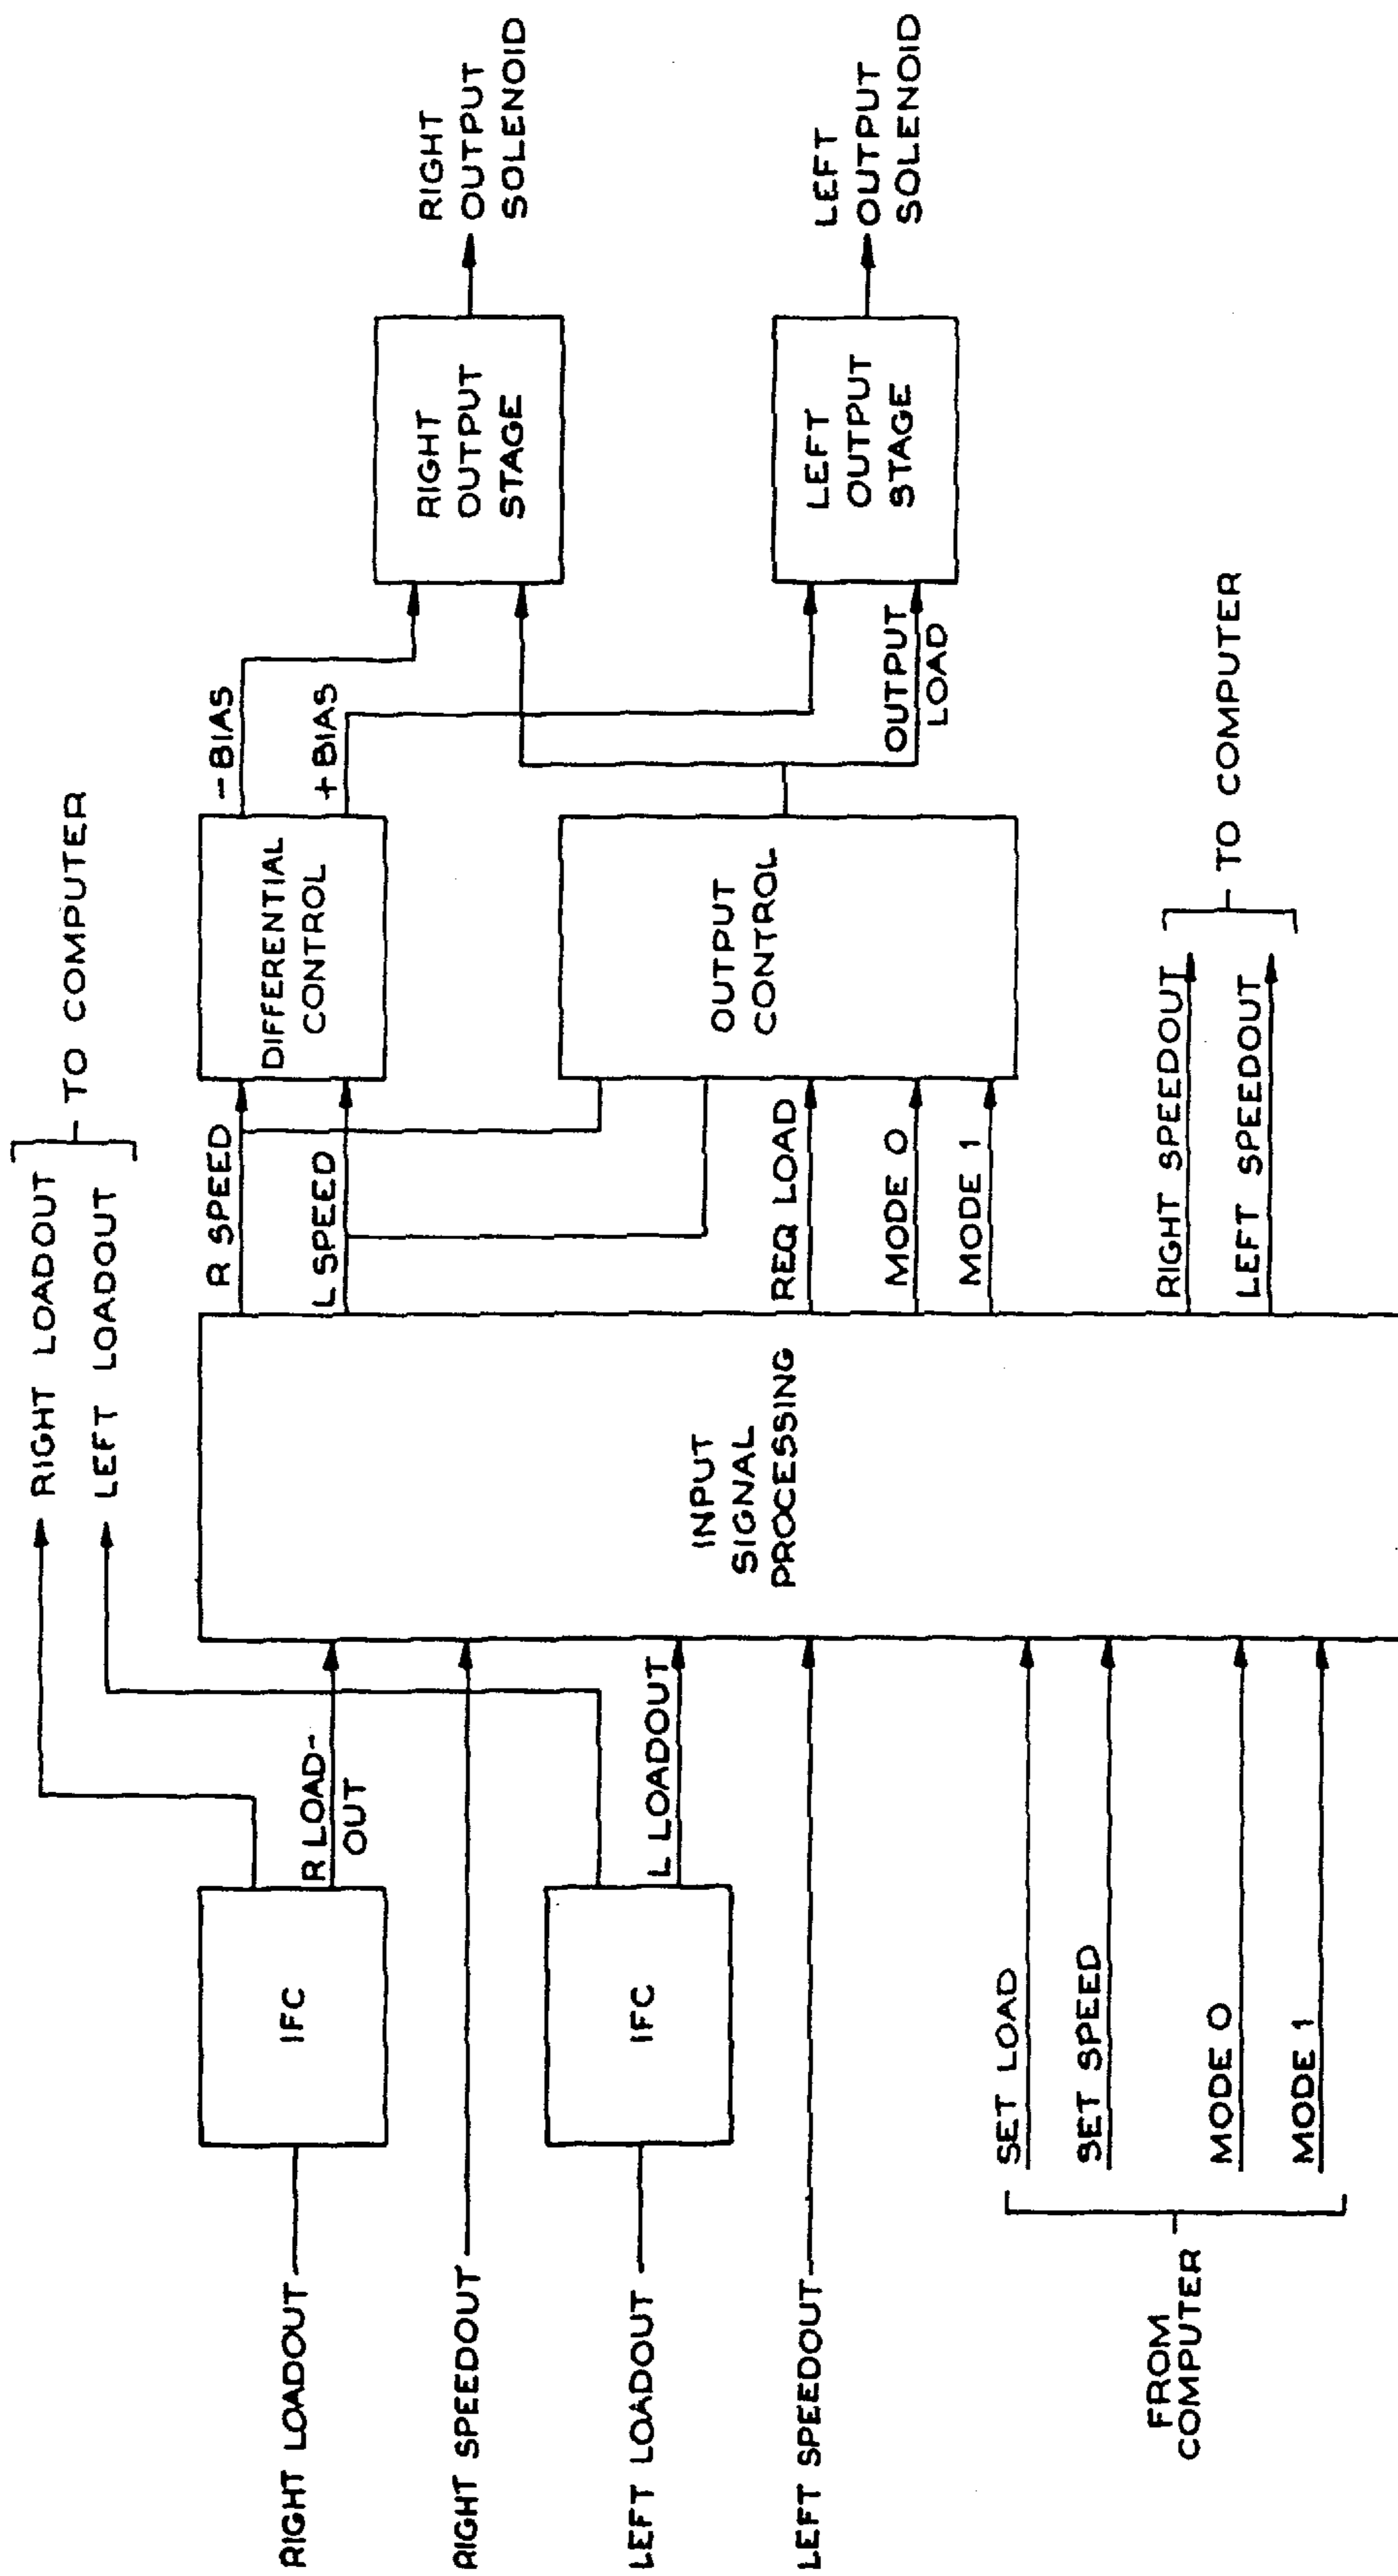 RIGHT LOADOUT
LEFT LOADOUT
TO COMPUTER
RIGHT LOADOUT
IFC
R LOAD-
OUT
RIGHT SPEEDOUT
LEFT LOADOUT
IFC
L LOADOUT
LEFT SPEEDOUT
FROM
COMPUTER
SET LOAD
SET SPEED
MODE 0
MODE 1
INPUT
SIGNAL
PROCESSING
R SPEED
L SPEED
REQ LOAD
MODE 0
MODE 1
RIGHT SPEEDOUT
LEFT SPEEDOUT
TO COMPUTER
DIFFERENTIAL
CONTROL
-BIAS
+BIAS
OUTPUT
CONTROL
OUTPUT
LOAD
RIGHT
OUTPUT
STAGE
RIGHT
OUTPUT
SOLENOID
LEFT
OUTPUT
STAGE
LEFT
OUTPUT
SOLENOID